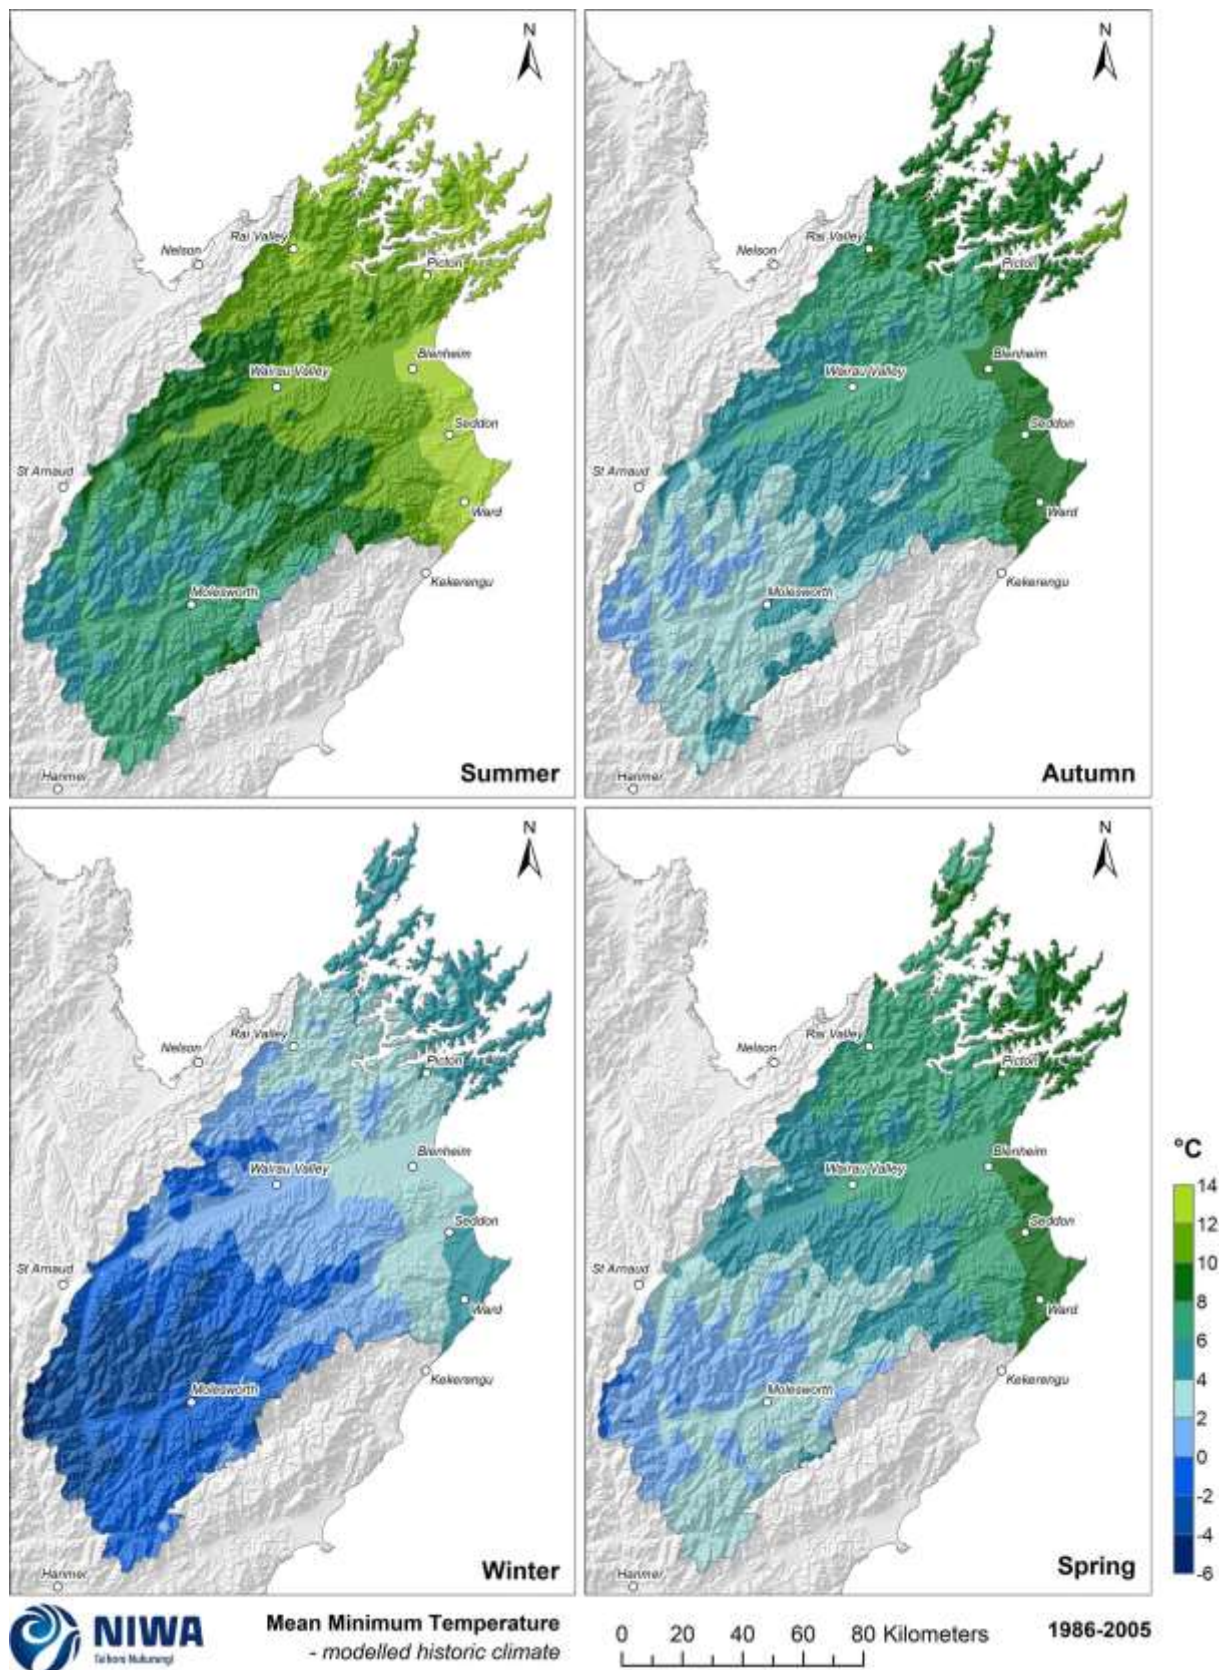 N
Nelson
Rai Valley
Picton
Blenheim
Wairau Valley
Seddon
St Arnaud
Ward
Kekerengu
Molesworth
Hanmer
Summer
N
Nelson
Rai Valley
Picton
Blenheim
Wairau Valley
Seddon
St Arnaud
Ward
Kekerengu
Molesworth
Hanmer
Autumn
N
Nelson
Rai Valley
Picton
Blenheim
Wairau Valley
Seddon
St Arnaud
Ward
Kekerengu
Molesworth
Hanmer
Winter
N
Nelson
Rai Valley
Picton
Blenheim
Wairau Valley
Seddon
St Arnaud
Ward
Kekerengu
Molesworth
Hanmer
Spring
°C
14
12
10
8
6
4
2
0
-2
-4
-6
NIWA
Taihoro Nukurangi
Mean Minimum Temperature
- modelled historic climate
0 20 40 60 80 Kilometers
1986-2005